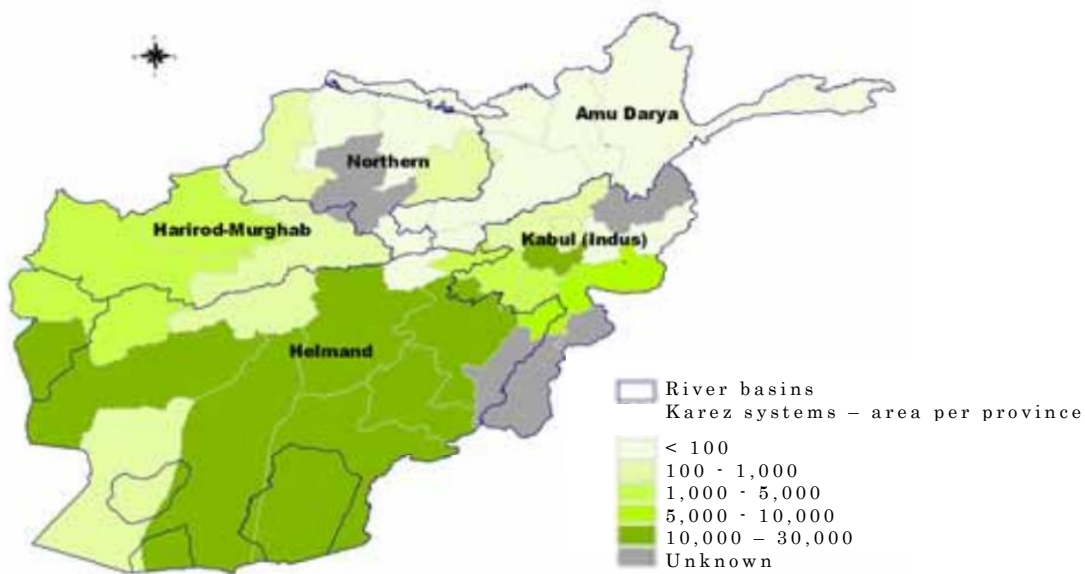 Amu Darya
Northern
Harirod-Murghab
Kabul (Indus)
Helmand
River basins
Karez systems – area per province
< 100
100 - 1,000
1,000 - 5,000
5,000 - 10,000
10,000 – 30,000
Unknown